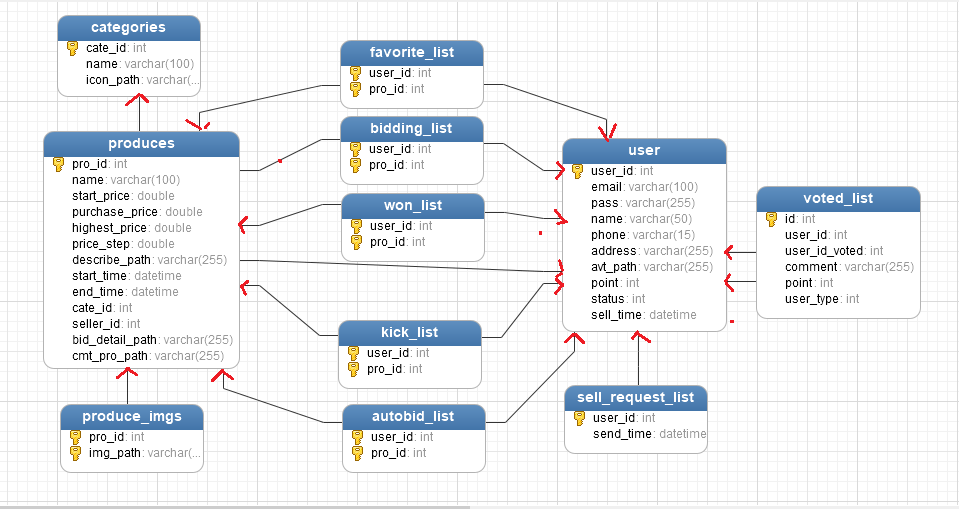 categories
cate_id: int
name: varchar(100)
icon_path: varchar(...
produces
pro_id: int
name: varchar(100)
start_price: double
purchase_price: double
highest_price: double
price_step: double
describe_path: varchar(255)
start_time: datetime
end_time: datetime
cate_id: int
seller_id: int
bid_detail_path: varchar(255)
cmt_pro_path: varchar(255)
produce_imgs
pro_id: int
img_path: varchar(...
favorite_list
user_id: int
pro_id: int
bidding_list
user_id: int
pro_id: int
won_list
user_id: int
pro_id: int
kick_list
user_id: int
pro_id: int
autobid_list
user_id: int
pro_id: int
user
user_id: int
email: varchar(100)
pass: varchar(255)
name: varchar(50)
phone: varchar(15)
address: varchar(255)
avt_path: varchar(255)
point: int
status: int
sell_time: datetime
sell_request_list
user_id: int
send_time: datetime
voted_list
id: int
user_id: int
user_id_voted: int
comment: varchar(255)
point: int
user_type: int